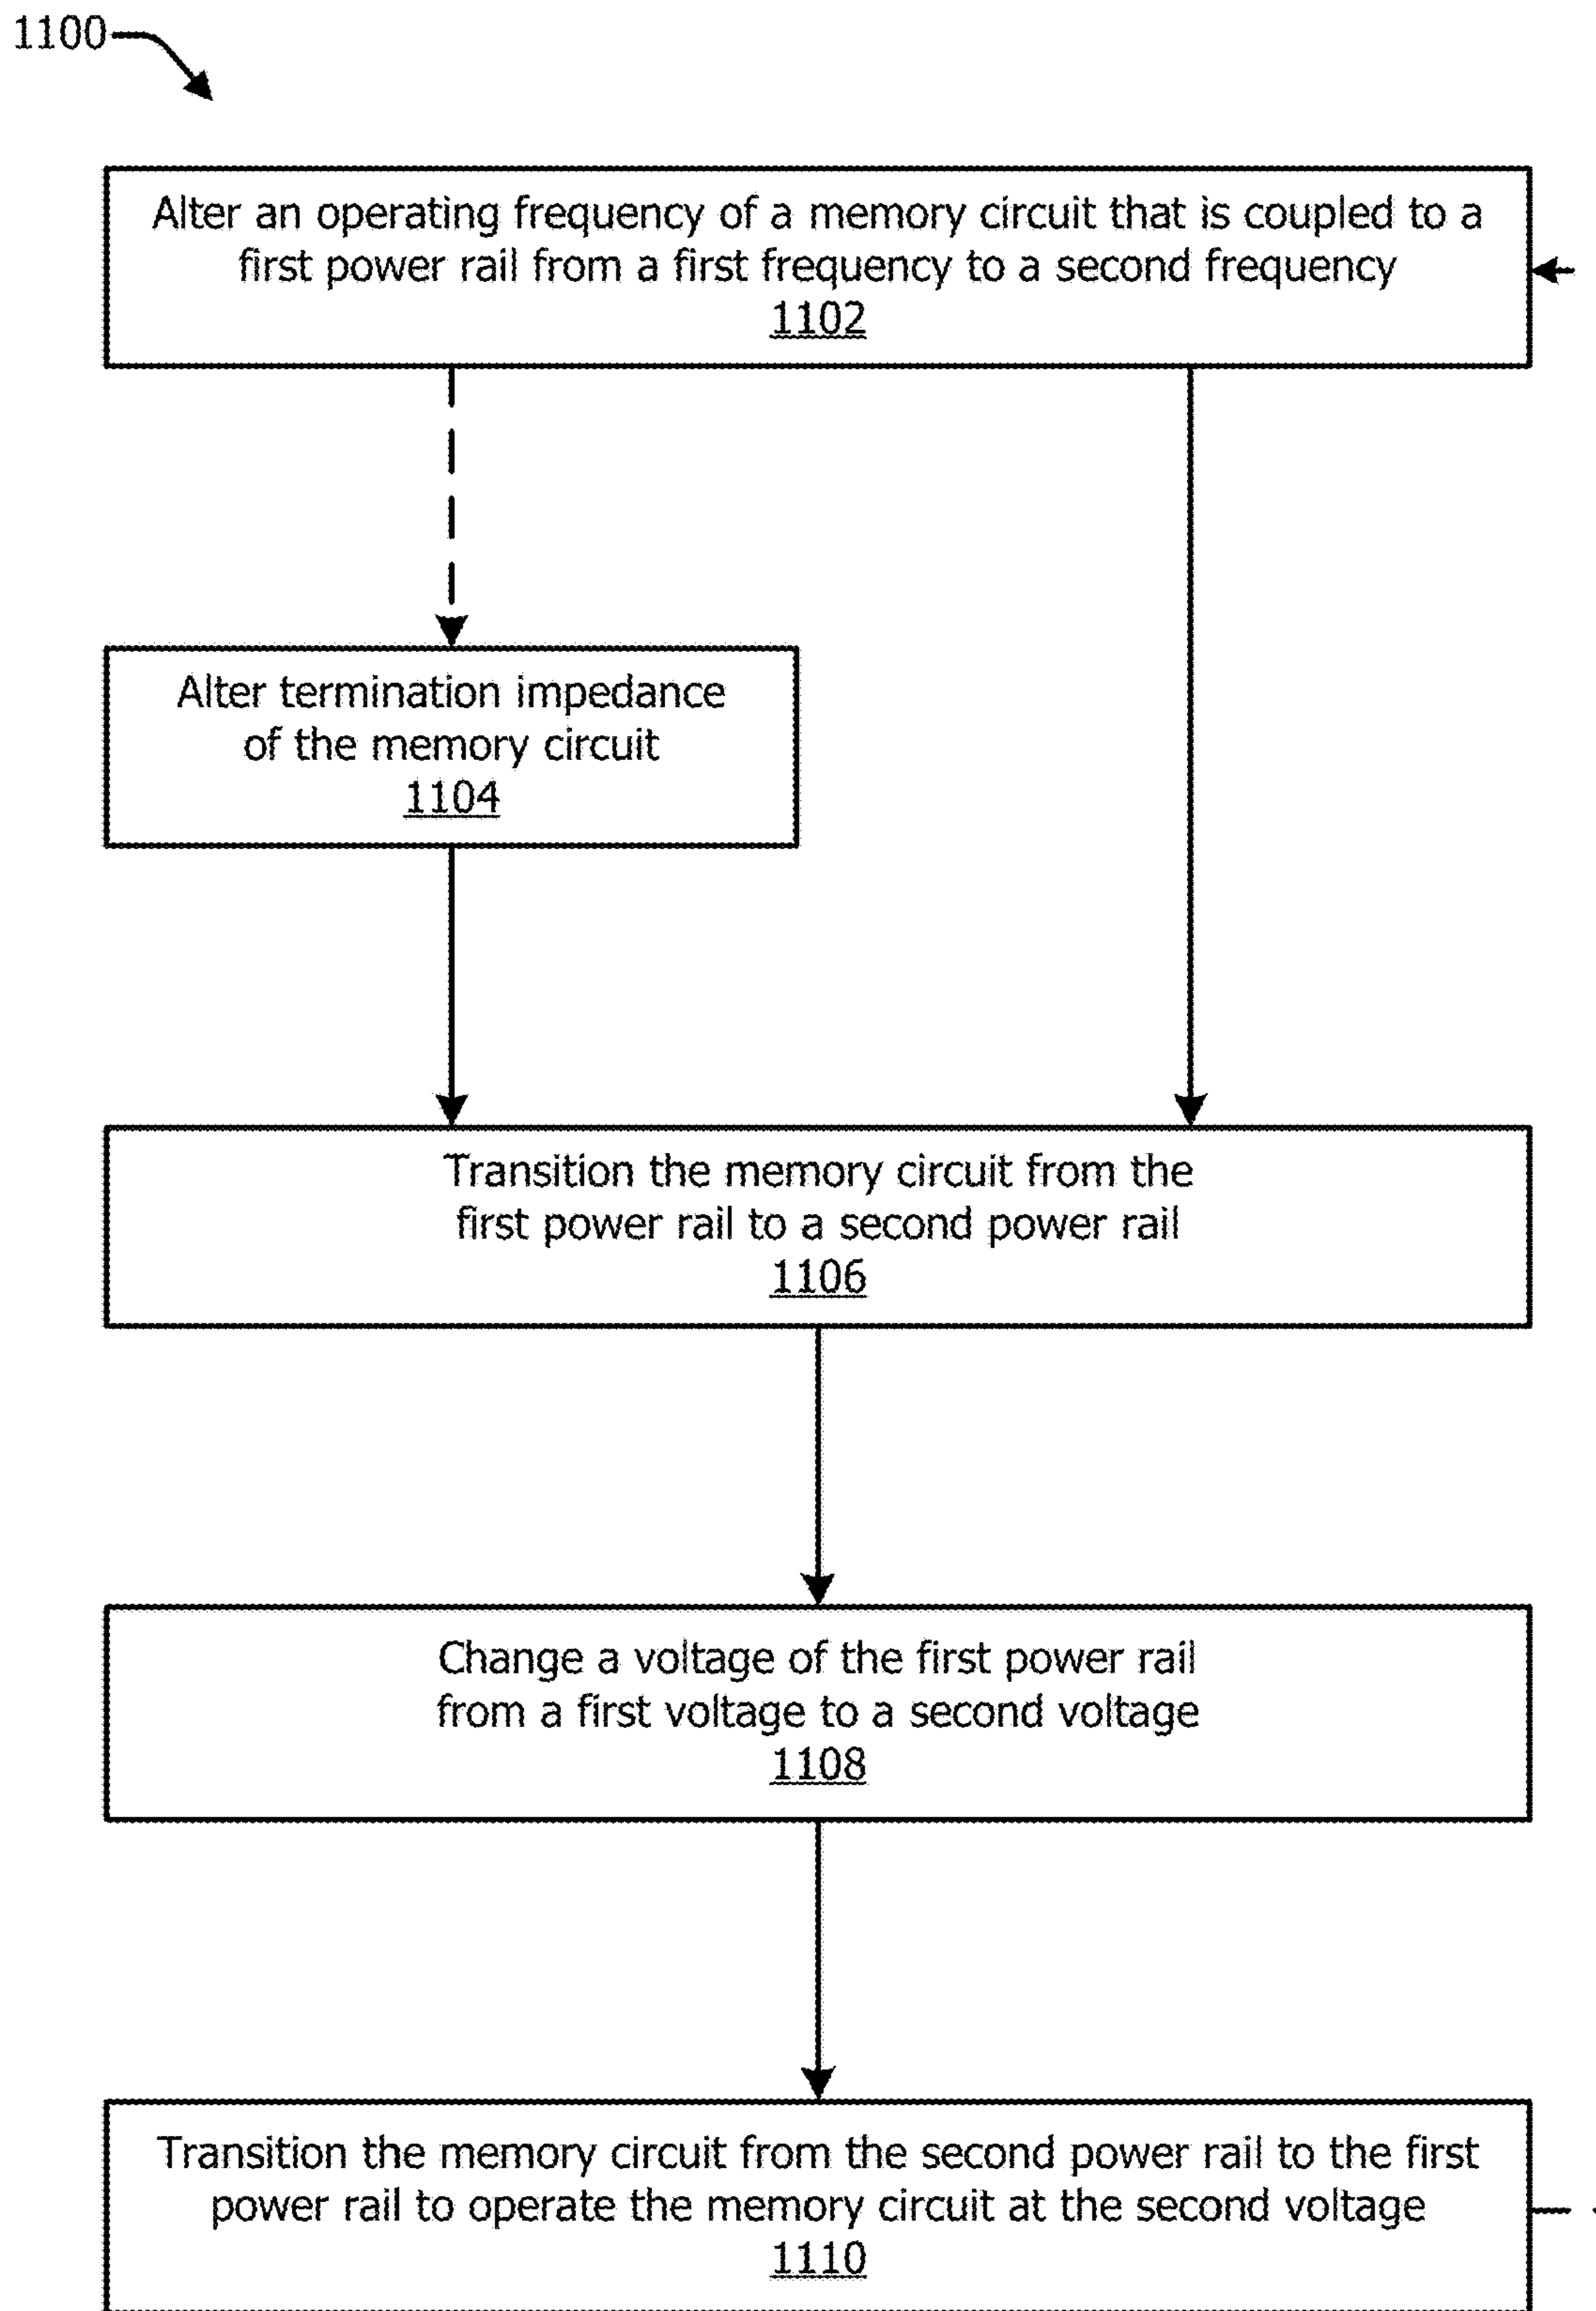 1100
Alter an operating frequency of a memory circuit that is coupled to a
first power rail from a first frequency to a second frequency
1102
Alter termination impedance
of the memory circuit
1104
Transition the memory circuit from the
first power rail to a second power rail
1106
Change a voltage of the first power rail
from a first voltage to a second voltage
1108
Transition the memory circuit from the second power rail to the first
power rail to operate the memory circuit at the second voltage
1110